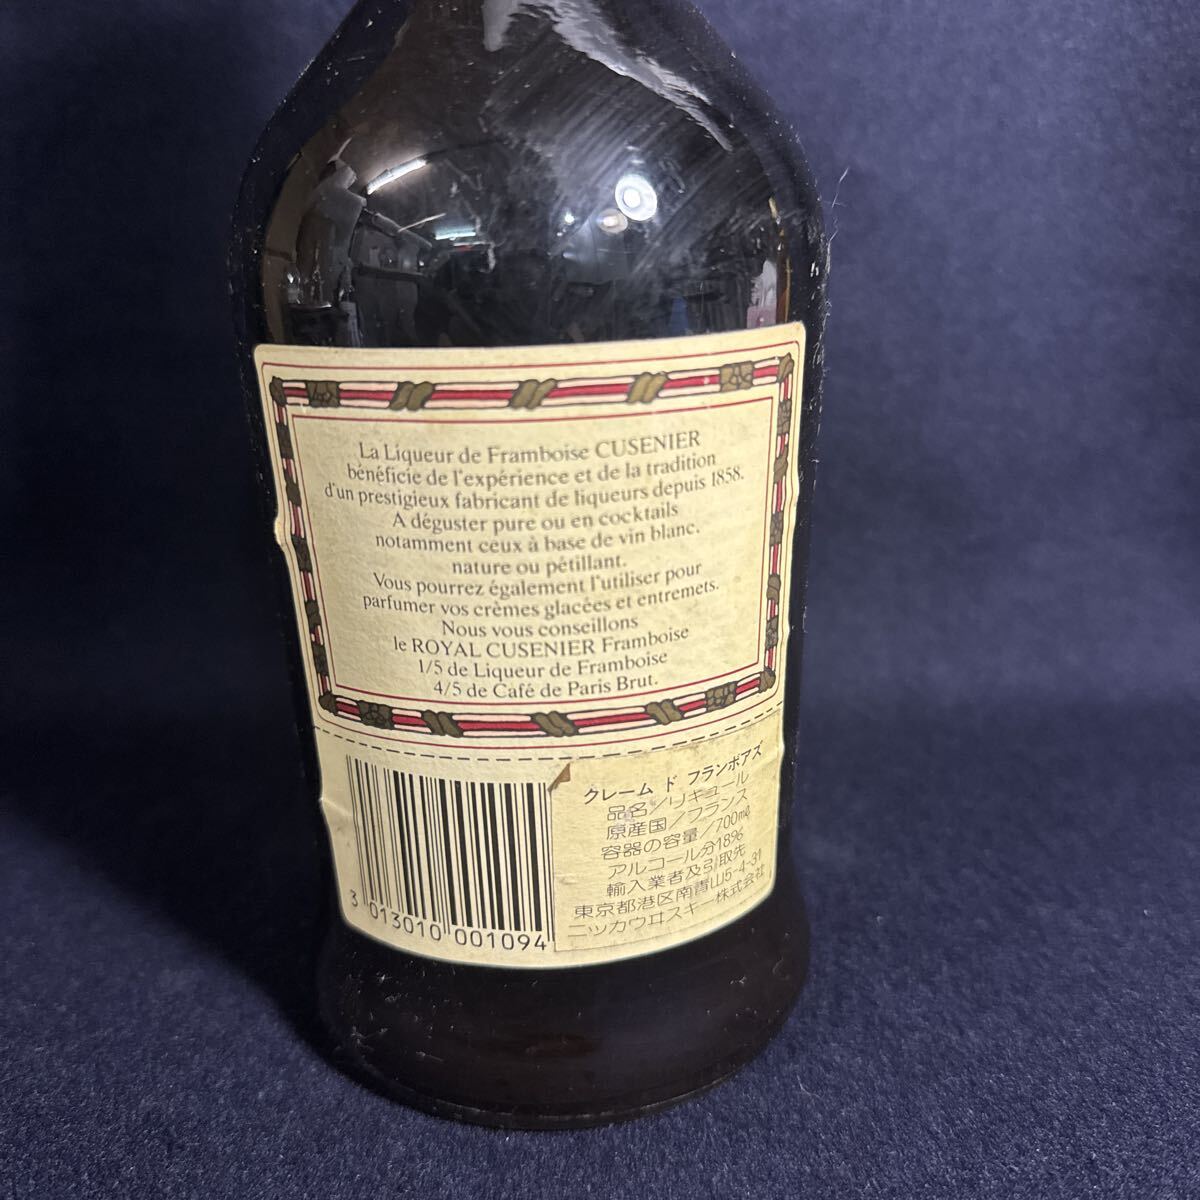 La Liqueur de Framboise CUSENIER
bénéficie de l'expérience et de la tradition
d'un prestigieux fabricant de liqueurs depuis 1858.
A déguster pure ou en cocktails
notamment ceux à base de vin blanc.
nature ou pétillant.
Vous pourrez également l'utiliser pour
parfumer vos crèmes glacées et entremets.
Nous vous conseillons
le ROYAL CUSENIER Framboise
1/5 de Liqueur de Framboise
4/5 de Café de Paris Brut.
3 013010 001094
クレーム ド フランボアズ
品名/リキュール
原産国/フランス
容器の容量/700mℓ
アルコール分18%
輸入業者及引取先
東京都港区南青山5-4-31
ニッカウヰスキー株式会社